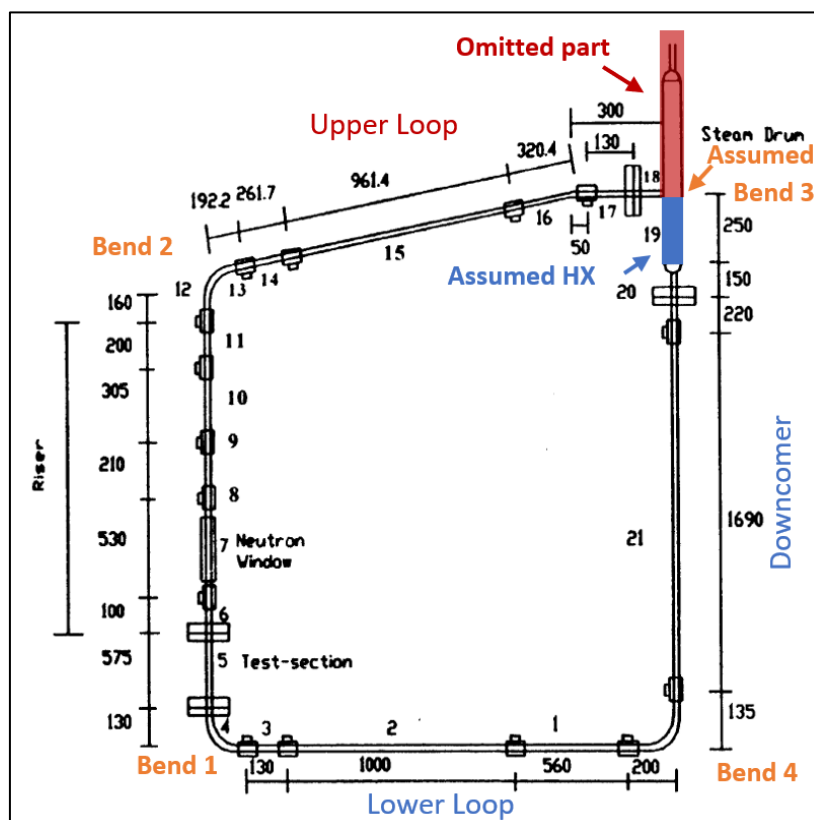 Omitted part
300
Upper Loop
Steam Drum
130
320.4
Assumed
961.4
18
Bend 3
192.2
261.7
17
16
250
50
19
15
Bend 2
14
13
Assumed HX
150
12
20
160
220
11
200
10
305
9
Riser
210
8
1690
Downcomer
530
7 Neutron
Window
21
100
6
575
5 Test-section
130
4
3
2
1
135
Bend 1
130
1000
560
200
Bend 4
Lower Loop